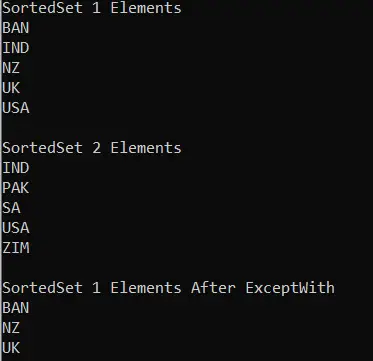 SortedSet 1 Elements
BAN
IND
NZ
UK
USA
SortedSet 2 Elements
IND
PAK
SA
USA
ZIM
SortedSet 1 Elements After ExceptWith
BAN
NZ
UK